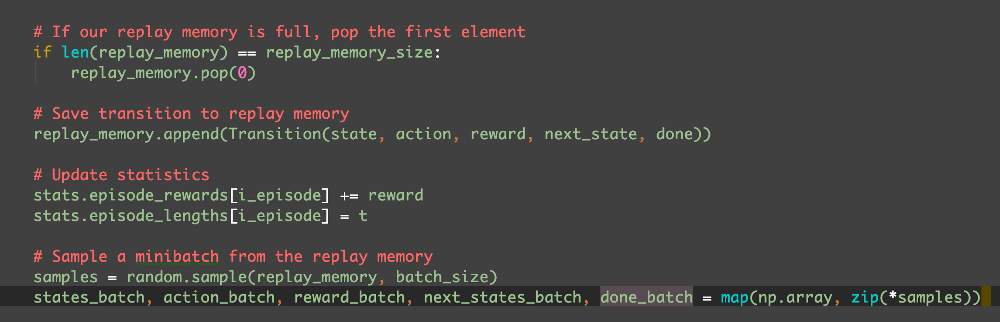 # If our replay memory is full, pop the first element
if len(replay_memory) == replay_memory_size:
    replay_memory.pop(0)
# Save transition to replay memory
replay_memory.append(Transition(state, action, reward, next_state, done))
# Update statistics
stats.episode_rewards[i_episode] += reward
stats.episode_lengths[i_episode] = t
# Sample a minibatch from the replay memory
samples = random.sample(replay_memory, batch_size)
states_batch, action_batch, reward_batch, next_states_batch, done_batch = map(np.array, zip(*samples))